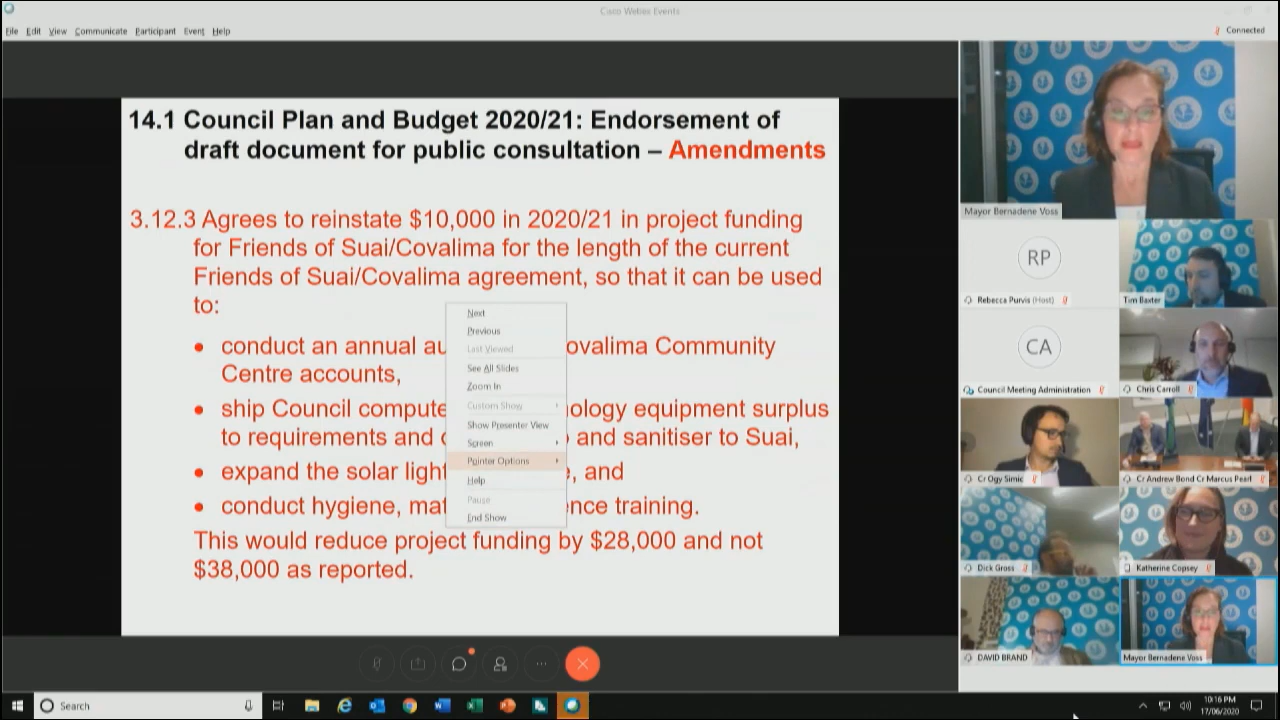 Cisco Webex Events
File Edit View Communicate Participant Event Help
Connected
14.1 Council Plan and Budget 2020/21: Endorsement of
draft document for public consultation – Amendments
3.12.3 Agrees to reinstate $10,000 in 2020/21 in project funding
for Friends of Suai/Covalima for the length of the current
Friends of Suai/Covalima agreement, so that it can be used
to:
• conduct an annual au ovalima Community
Centre accounts,
• ship Council compute ology equipment surplus
to requirements and and sanitiser to Suai,
• expand the solar light e, and
• conduct hygiene, mat ence training.
This would reduce project funding by $28,000 and not
$38,000 as reported.
Next
Previous
Last Viewed
See All Slides
Zoom In
Custom Show
Show Presenter View
Screen
Pointer Options
Help
Pause
End Show
Mayor Bernadene Voss
RP
Rebecca Purvis (Host)
Tim Baxter
CA
Council Meeting Administration
Chris Carroll
Cr Ogy Simic
Cr Andrew Bond Cr Marcus Pearl
Dick Gross
Katherine Copsey
DAVID BRAND
Mayor Bernadene Voss
Search
10:16 PM
17/06/2020